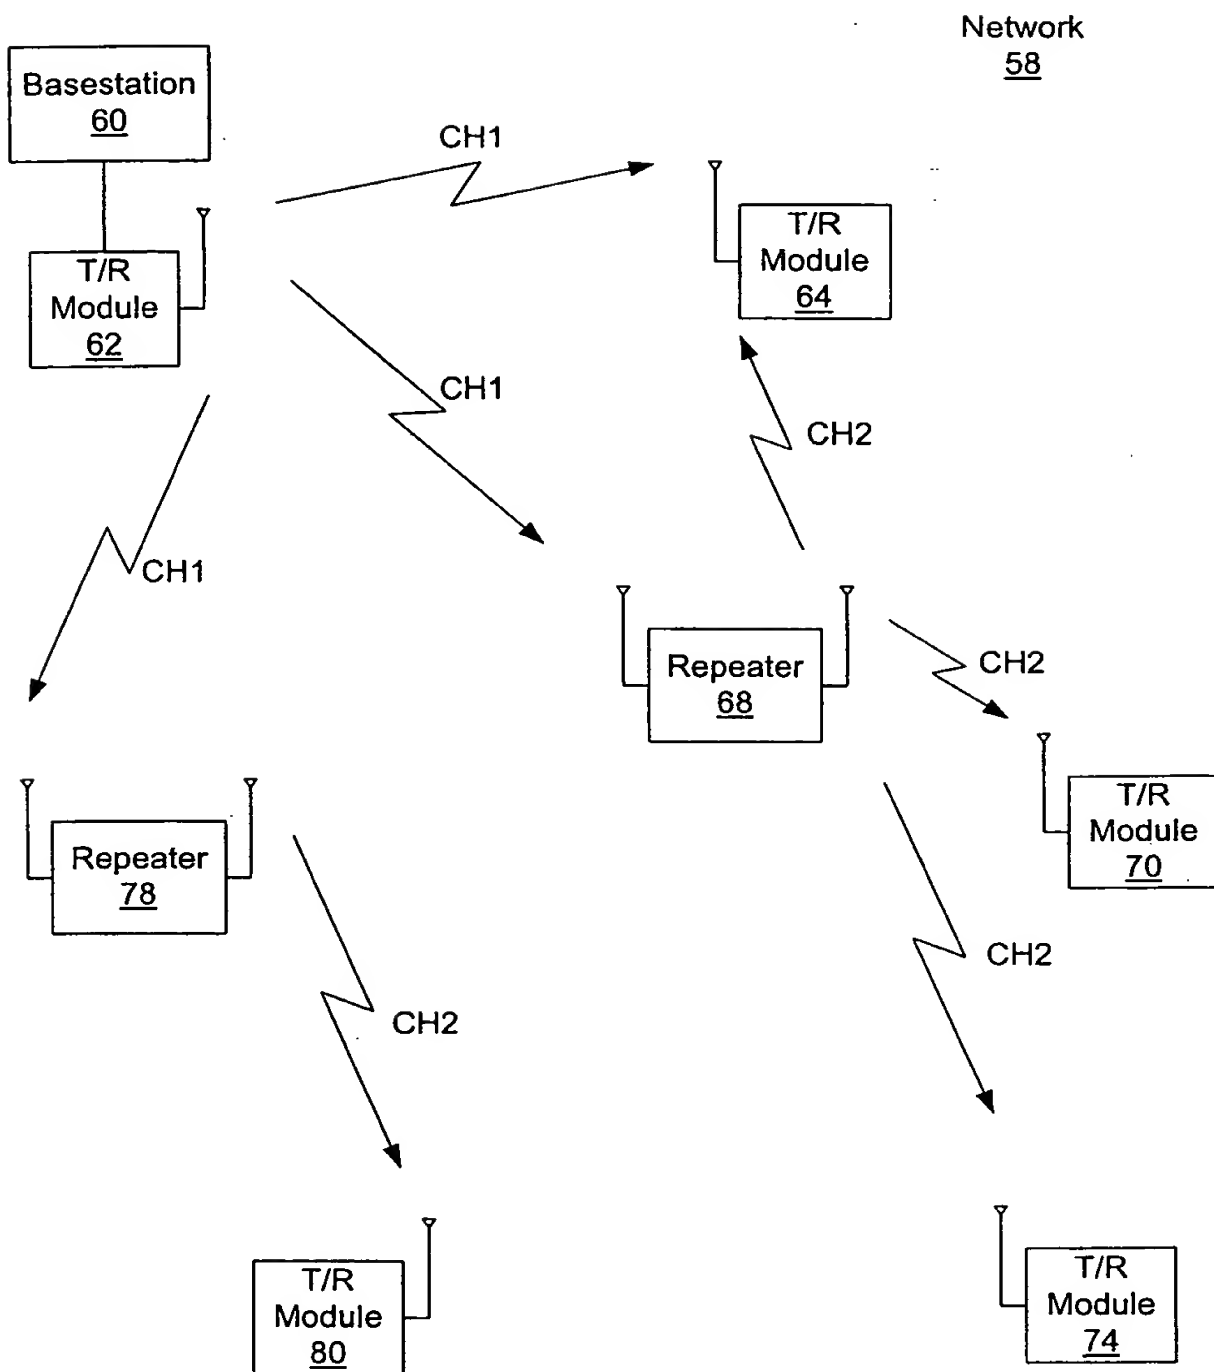 Network
58
Basestation
60
CH1
T/R
Module
62
T/R
Module
64
CH1
CH2
CH1
Repeater
68
CH2
T/R
Module
70
Repeater
78
CH2
CH2
T/R
Module
80
T/R
Module
74